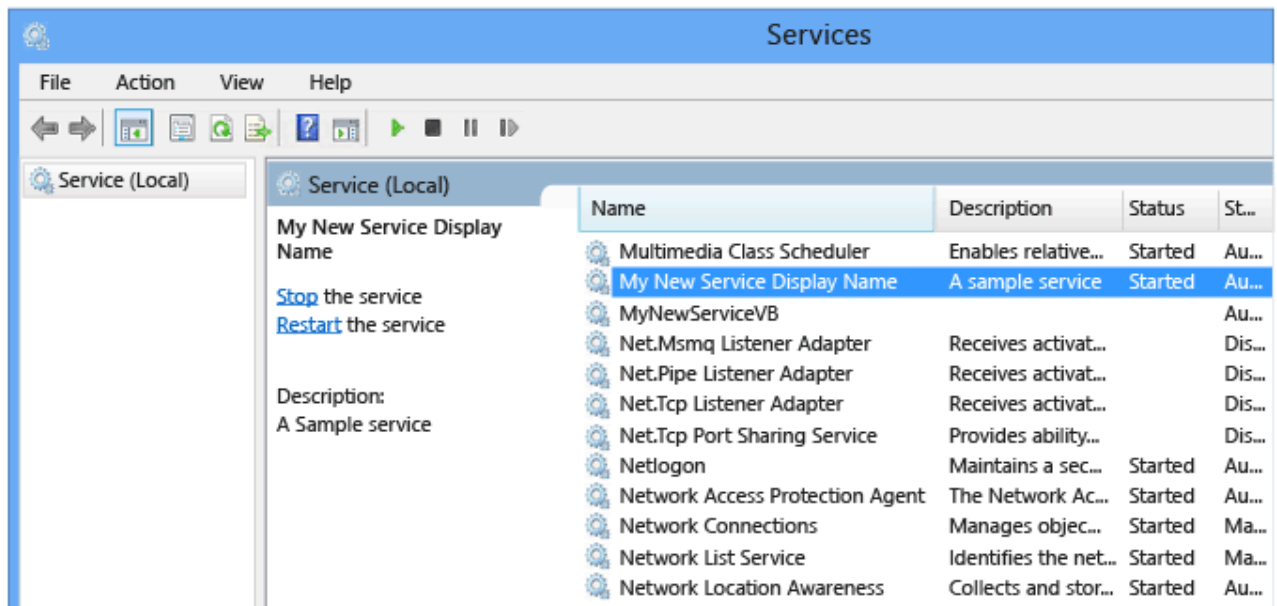 Services
File Action View Help
Service (Local)
Service (Local)
My New Service Display
Name
Stop the service
Restart the service
Description:
A Sample service
Name Description Status St...
Multimedia Class Scheduler Enables relative... Started Au...
My New Service Display Name A sample service Started Au...
MyNewServiceVB Au...
Net.Msmq Listener Adapter Receives activat... Dis...
Net.Pipe Listener Adapter Receives activat... Dis...
Net.Tcp Listener Adapter Receives activat... Dis...
Net.Tcp Port Sharing Service Provides ability... Dis...
Netlogon Maintains a sec... Started Au...
Network Access Protection Agent The Network Ac... Started Au...
Network Connections Manages objec... Started Ma...
Network List Service Identifies the net... Started Ma...
Network Location Awareness Collects and stor... Started Au...